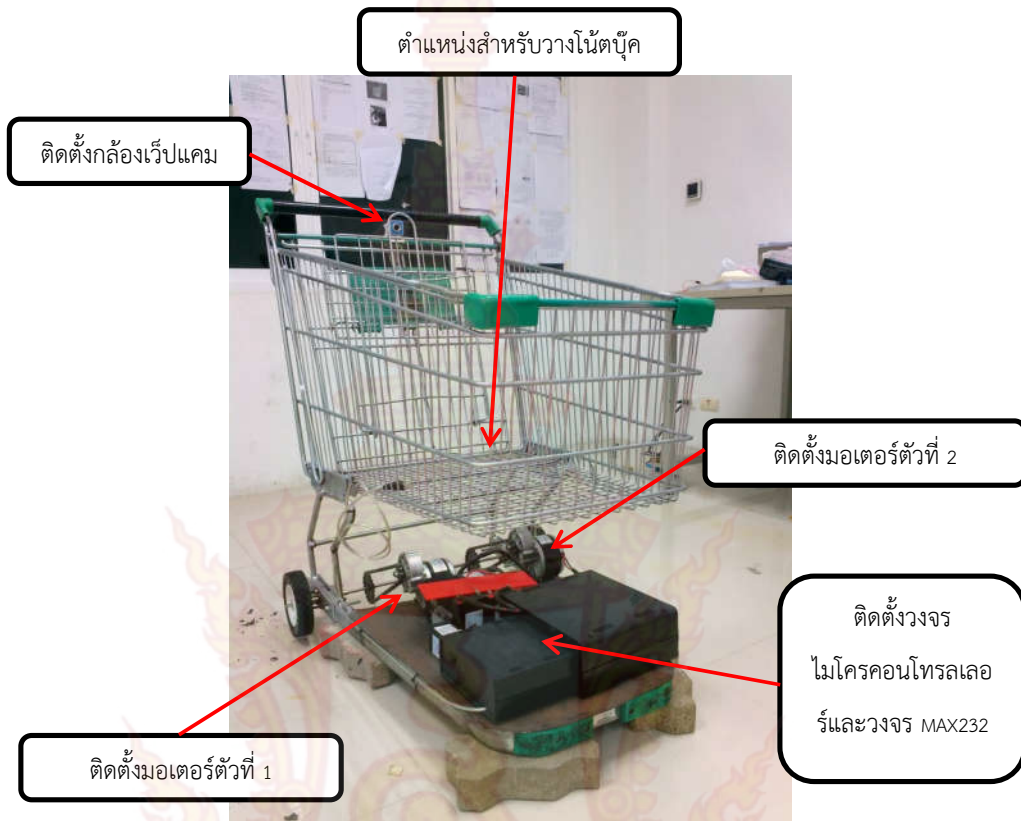 ตำแหน่งสำหรับวางโน้ตบุ๊ค
ติดตั้งกล้องเว็ปแคม
ติดตั้งมอเตอร์ตัวที่ 2
ติดตั้งวงจร
ไมโครคอนโทรลเลอ
ร์และวงจร MAX232
ติดตั้งมอเตอร์ตัวที่ 1